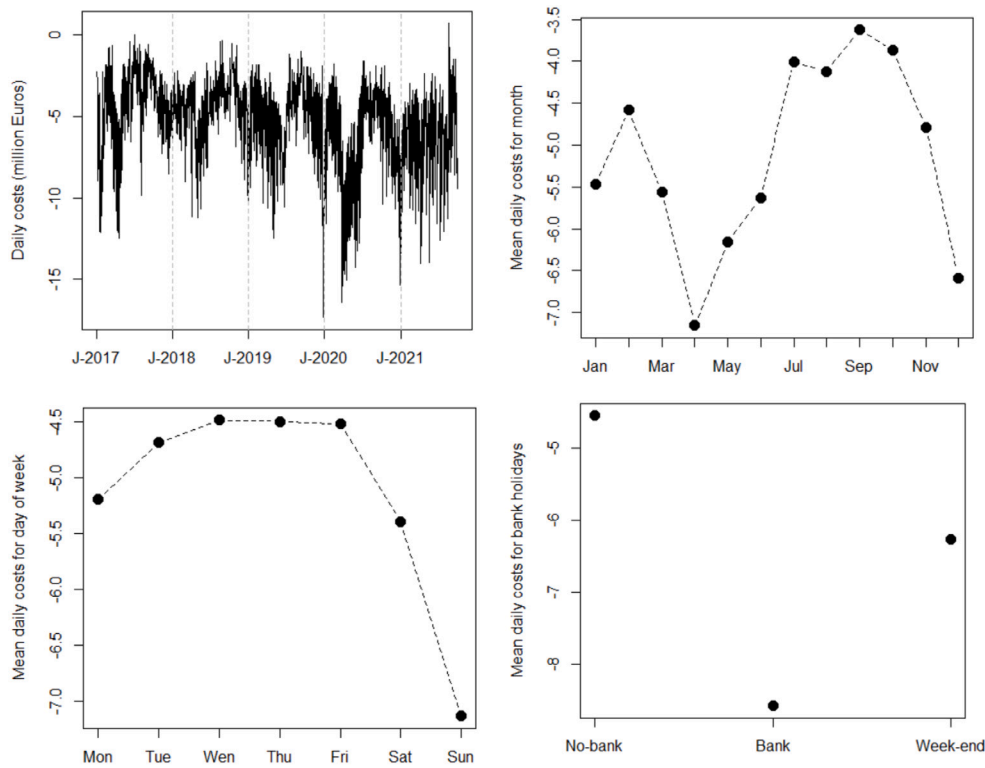 Daily costs (million Euros)
0
-5
-10
-15
J-2017 J-2018 J-2019 J-2020 J-2021
Mean daily costs for month
-3.5
-4.0
-4.5
-5.0
-5.5
-6.0
-6.5
-7.0
Jan Mar May Jul Sep Nov
Mean daily costs for day of week
-4.5
-5.0
-5.5
-6.0
-6.5
-7.0
Mon Tue Wen Thu Fri Sat Sun
Mean daily costs for bank holidays
-5
-6
-7
-8
No-bank Bank Week-end